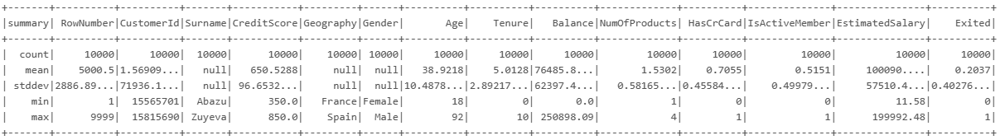 +-------+----------+----------+-------+-----------+---------+------+----------+----------+----------+-------------+----------+--------------+---------------+----------+
|summary| RowNumber|CustomerId|Surname|CreditScore|Geography|Gender|       Age|    Tenure|   Balance|NumOfProducts| HasCrCard|IsActiveMember|EstimatedSalary|    Exited|
+-------+----------+----------+-------+-----------+---------+------+----------+----------+----------+-------------+----------+--------------+---------------+----------+
|  count|     10000|     10000|  10000|      10000|    10000| 10000|     10000|     10000|     10000|        10000|     10000|         10000|          10000|     10000|
|   mean|    5000.5|1.56909...|   null|   650.5288|     null|  null|   38.9218|    5.0128|76485.8...|       1.5302|    0.7055|        0.5151|     100090....|    0.2037|
| stddev|2886.89...|71936.1...|   null| 96.6532...|     null|  null|10.4878...|2.89217...|62397.4...|   0.58165...|0.45584...|    0.49979...|     57510.4...|0.40276...|
|    min|         1|  15565701|  Abazu|      350.0|   France|Female|        18|         0|       0.0|            1|         0|             0|          11.58|         0|
|    max|      9999|  15815690| Zuyeva|      850.0|    Spain|  Male|        92|        10| 250898.09|            4|         1|             1|      199992.48|         1|
+-------+----------+----------+-------+-----------+---------+------+----------+----------+----------+-------------+----------+--------------+---------------+----------+